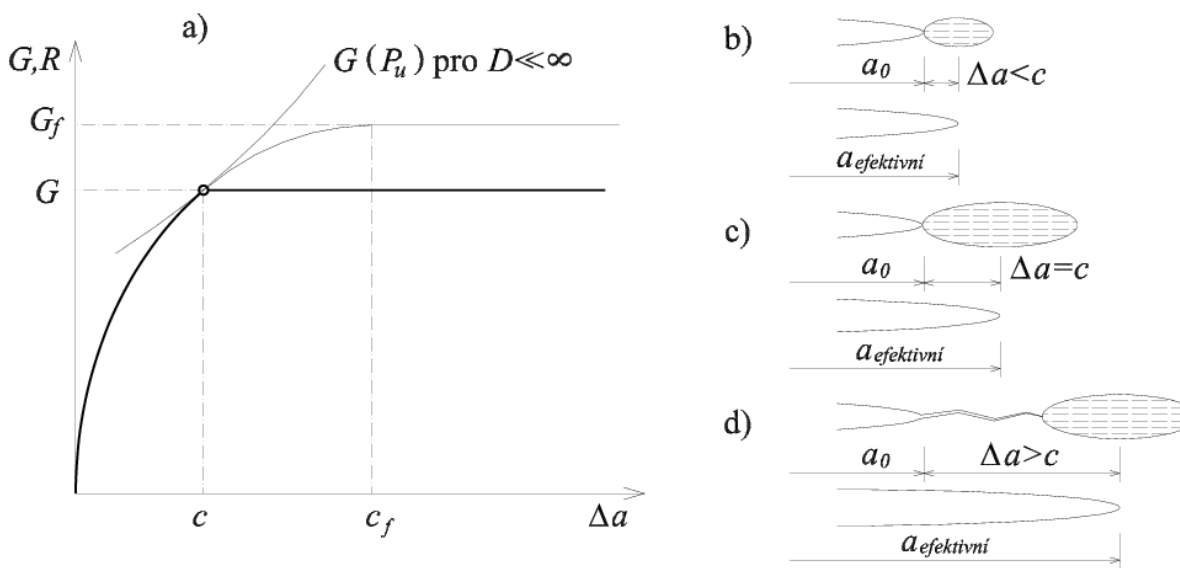 a)
G,R
G (P_u) pro D≪∞
G_f
G
c
c_f
Δa
b)
a_0
Δa<c
a_efektivní
c)
a_0
Δa=c
a_efektivní
d)
a_0
Δa>c
a_efektivní